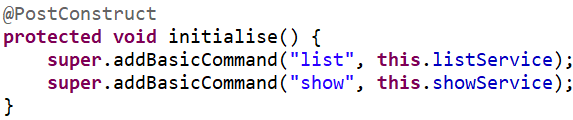 @PostConstruct
protected void initialise() {
    super.addBasicCommand("list", this.listService);
    super.addBasicCommand("show", this.showService);
}